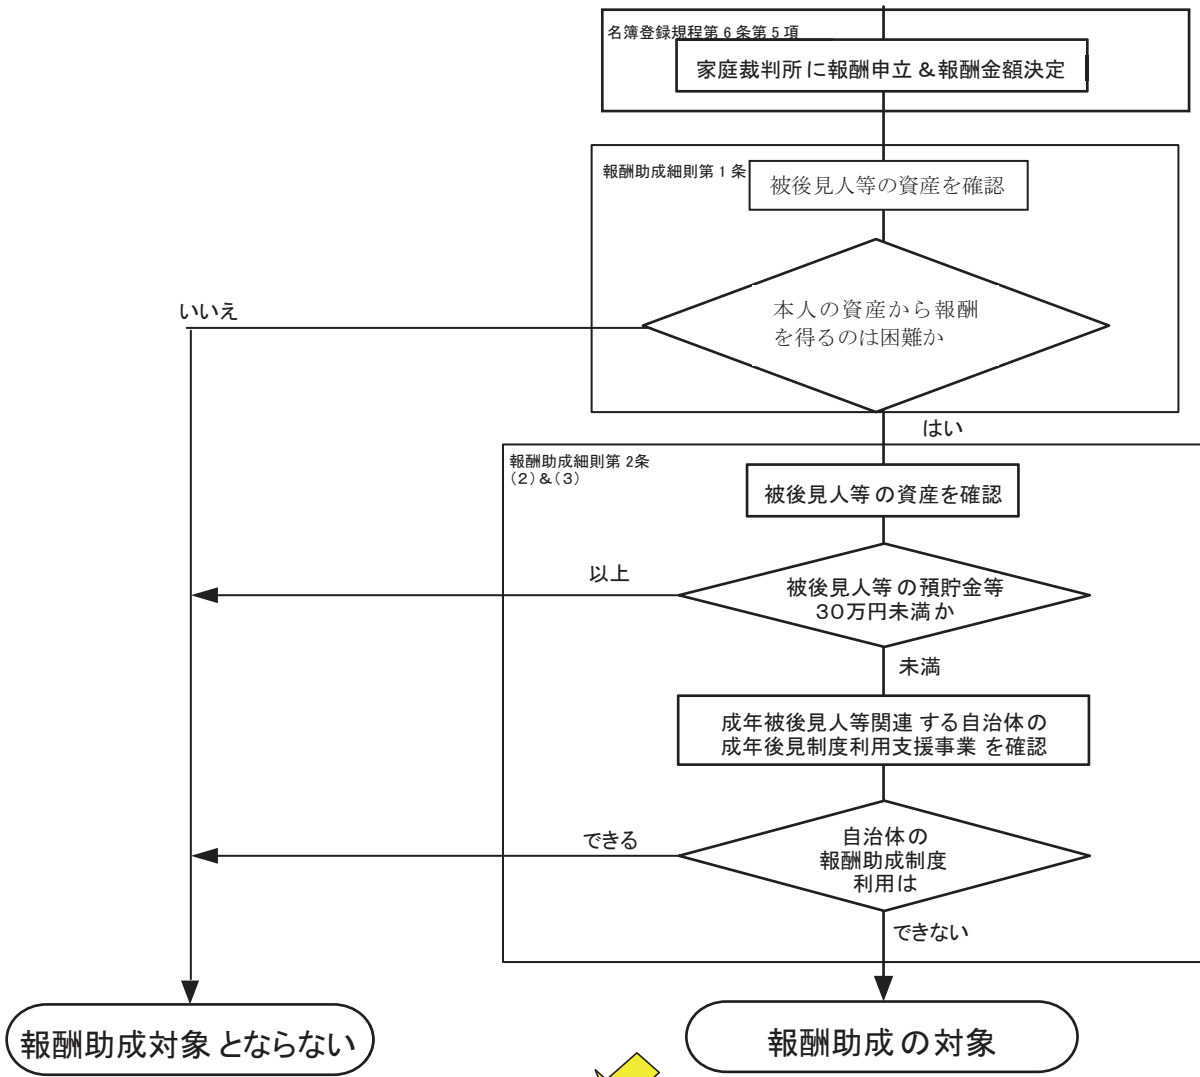 名簿登録規程第６条第５項
家庭裁判所に報酬申立＆報酬金額決定
報酬助成細則第１条
被後見人等の資産を確認
本人の資産から報酬
を得るのは困難か
いいえ
はい
報酬助成細則第 2条
(2)&(3)
被後見人等の資産を確認
以上
被後見人等の預貯金等
30万円未満か
未満
成年被後見人等関連 する自治体の
成年後見制度利用支援事業 を確認
できる
自治体の
報酬助成制度
利用は
できない
報酬助成対象 とならない
報酬助成の対象